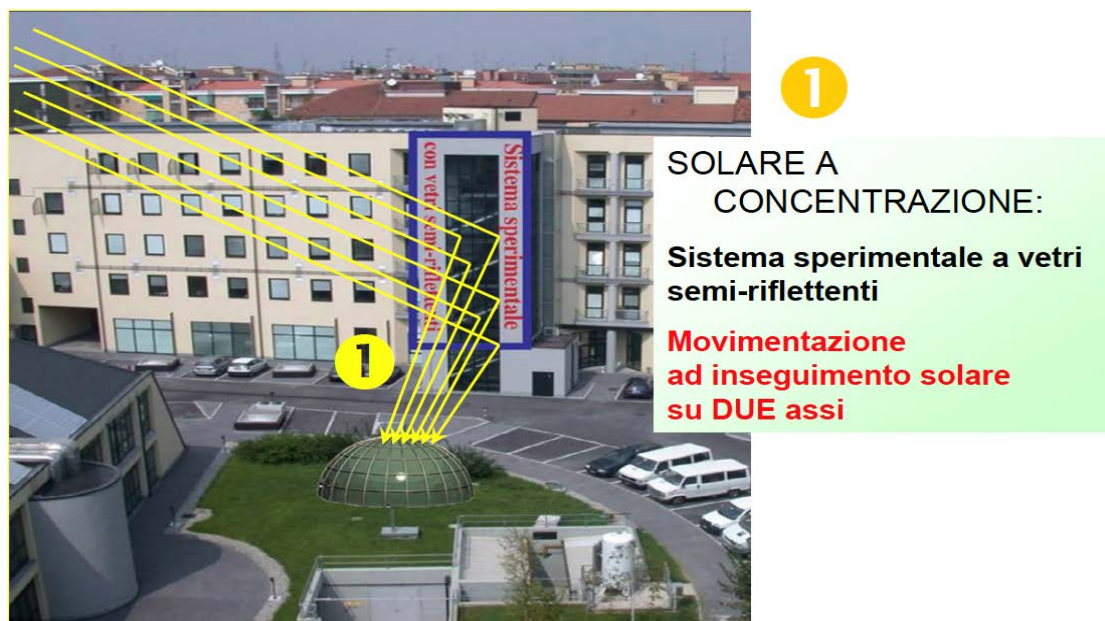 1
SOLARE A
CONCENTRAZIONE:
Sistema sperimentale a vetri
semi-riflettenti
Movimentazione
ad inseguimento solare
su DUE assi
Sistema sperimentale
con vetri semi-riflettenti
1